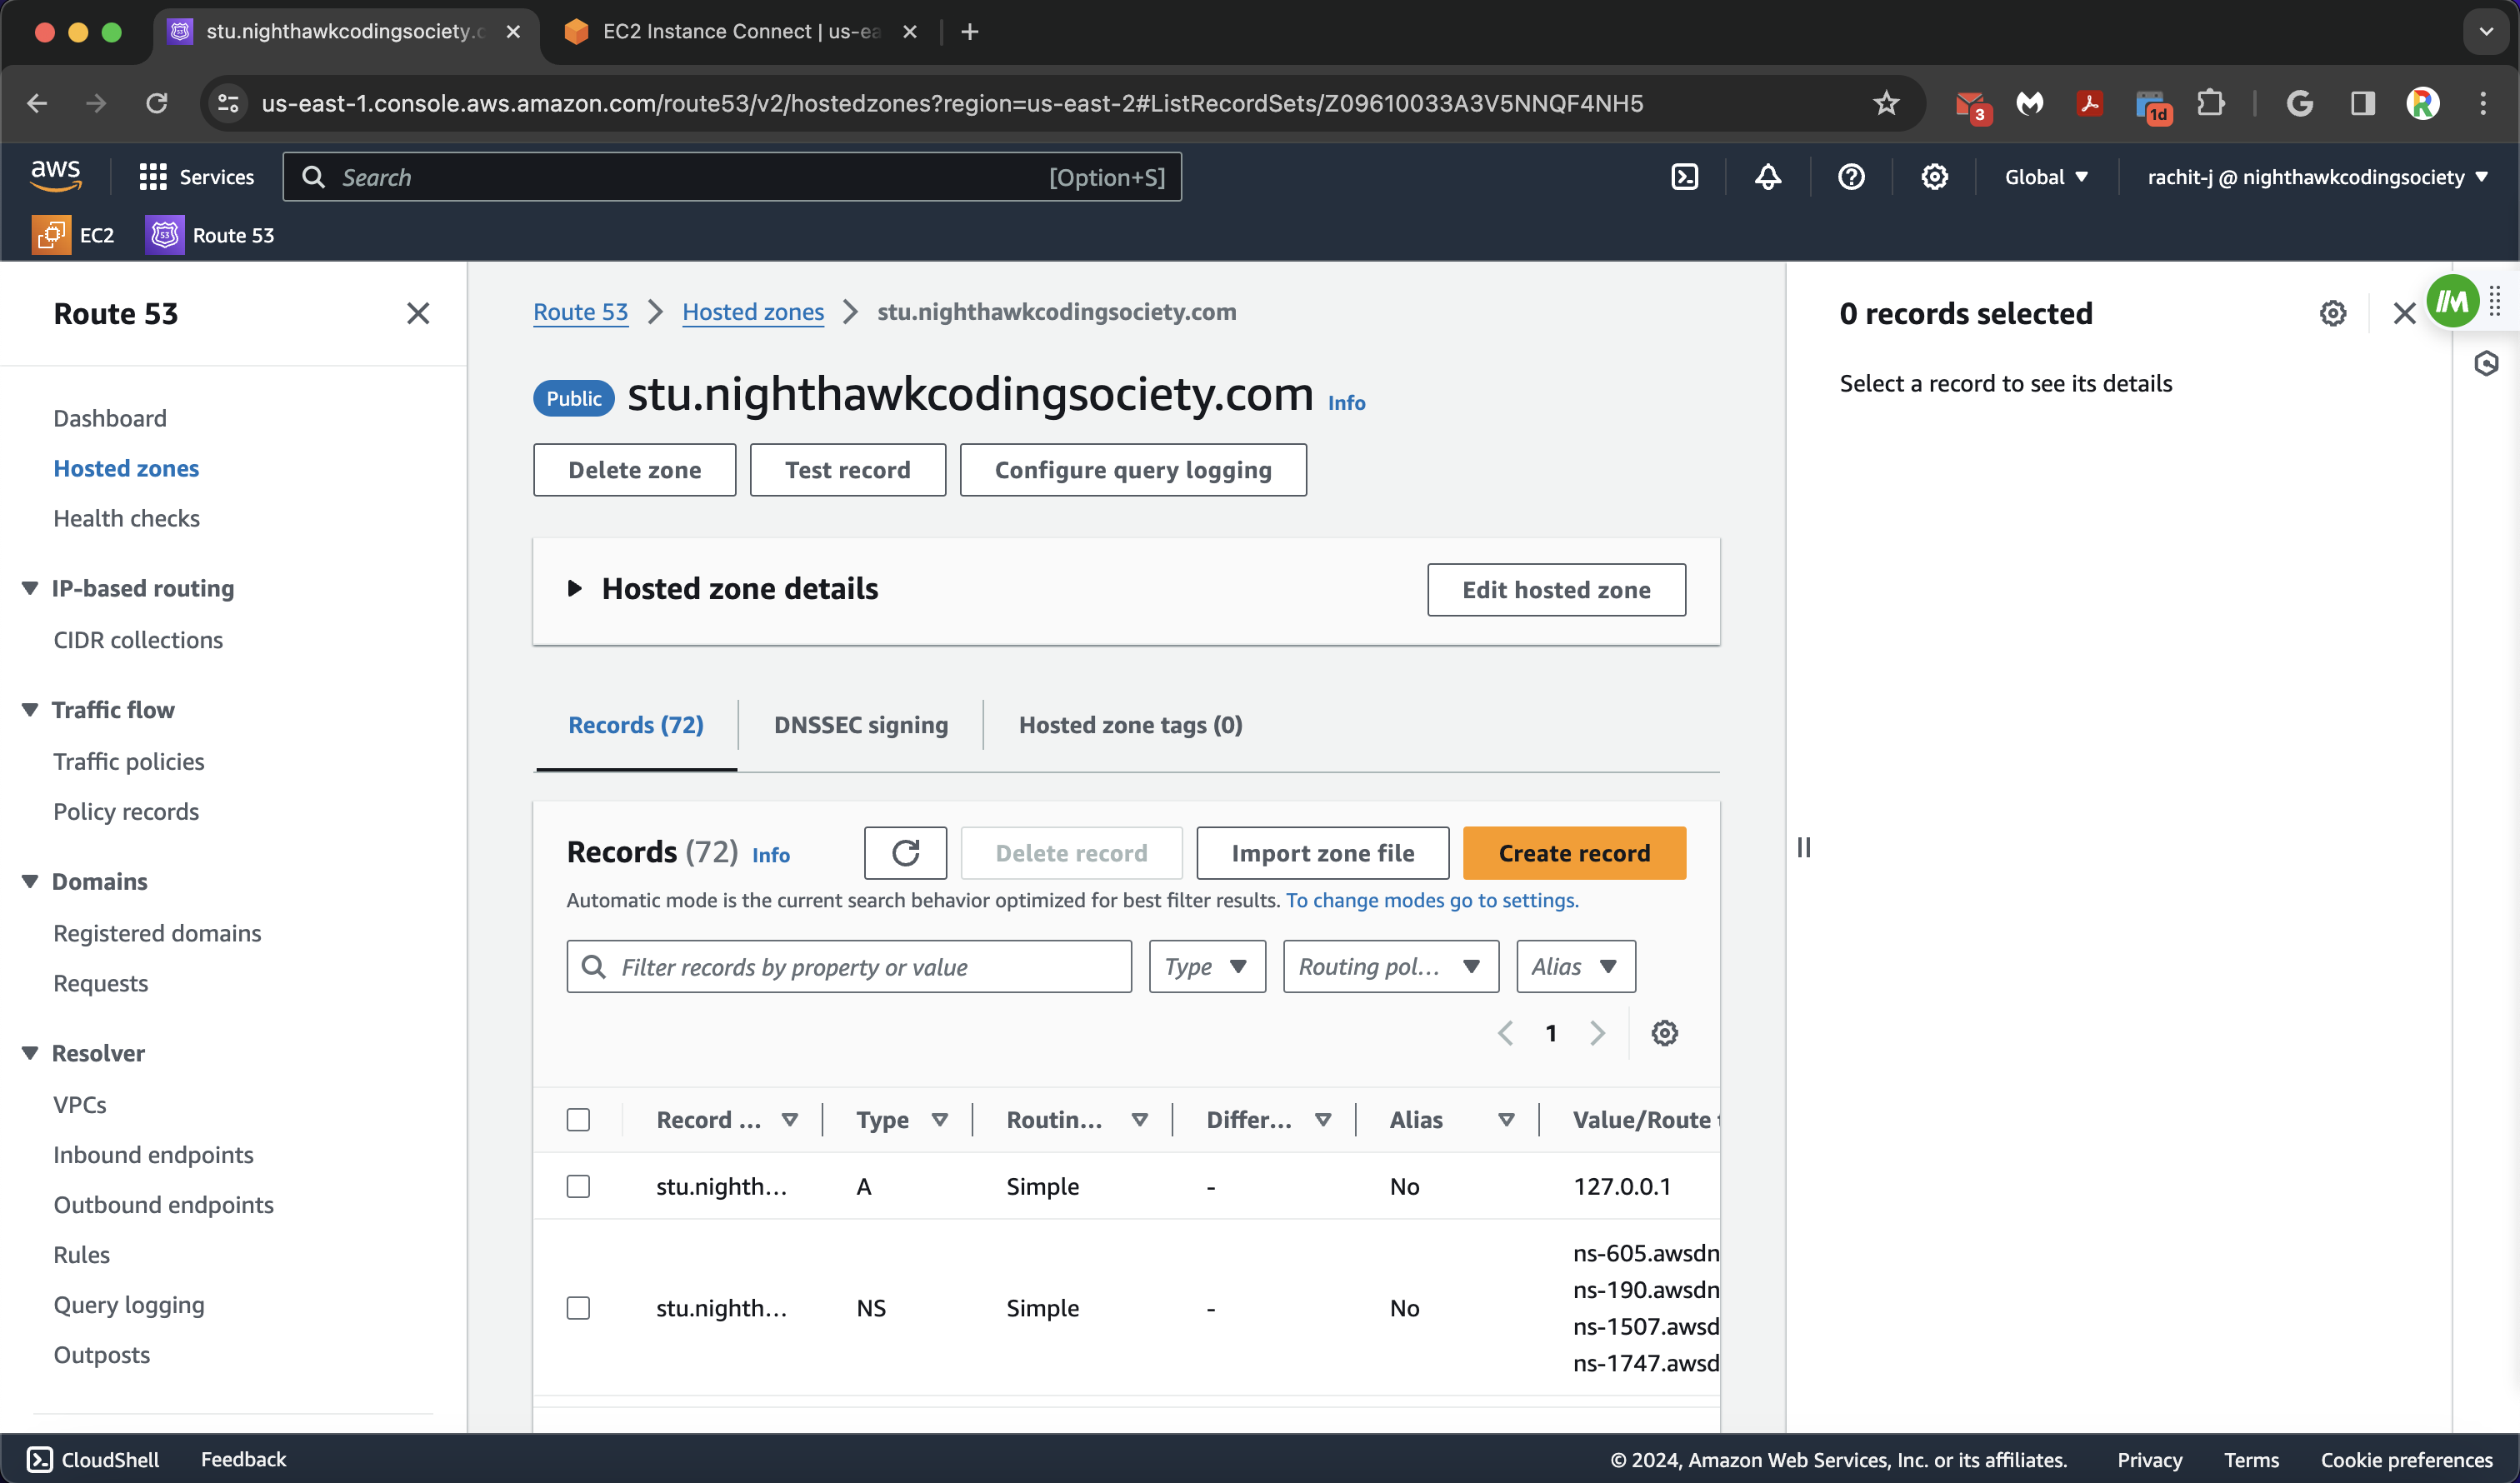 stu.nighthawkcodingsociety.c
EC2 Instance Connect | us-ea
us-east-1.console.aws.amazon.com/route53/v2/hostedzones?region=us-east-2#ListRecordSets/Z09610033A3V5NNQF4NH5
3
1d
G
R
aws
Services
Search
[Option+S]
Global
rachit-j @ nighthawkcodingsociety
EC2
53
Route 53
Route 53
Dashboard
Hosted zones
Health checks
IP-based routing
CIDR collections
Traffic flow
Traffic policies
Policy records
Domains
Registered domains
Requests
Resolver
VPCs
Inbound endpoints
Outbound endpoints
Rules
Query logging
Outposts
Route 53 > Hosted zones > stu.nighthawkcodingsociety.com
Public stu.nighthawkcodingsociety.com Info
Delete zone
Test record
Configure query logging
Hosted zone details
Edit hosted zone
Records (72)
DNSSEC signing
Hosted zone tags (0)
Records (72) Info
Delete record
Import zone file
Create record
Automatic mode is the current search behavior optimized for best filter results. To change modes go to settings.
Filter records by property or value
Type
Routing pol...
Alias
1
Record ... Type Routin... Differ... Alias Value/Route t
stu.nighth... A Simple - No 127.0.0.1
stu.nighth... NS Simple - No
ns-605.awsdn
ns-190.awsdn
ns-1507.awsd
ns-1747.awsd
0 records selected
Select a record to see its details
CloudShell
Feedback
© 2024, Amazon Web Services, Inc. or its affiliates.
Privacy
Terms
Cookie preferences